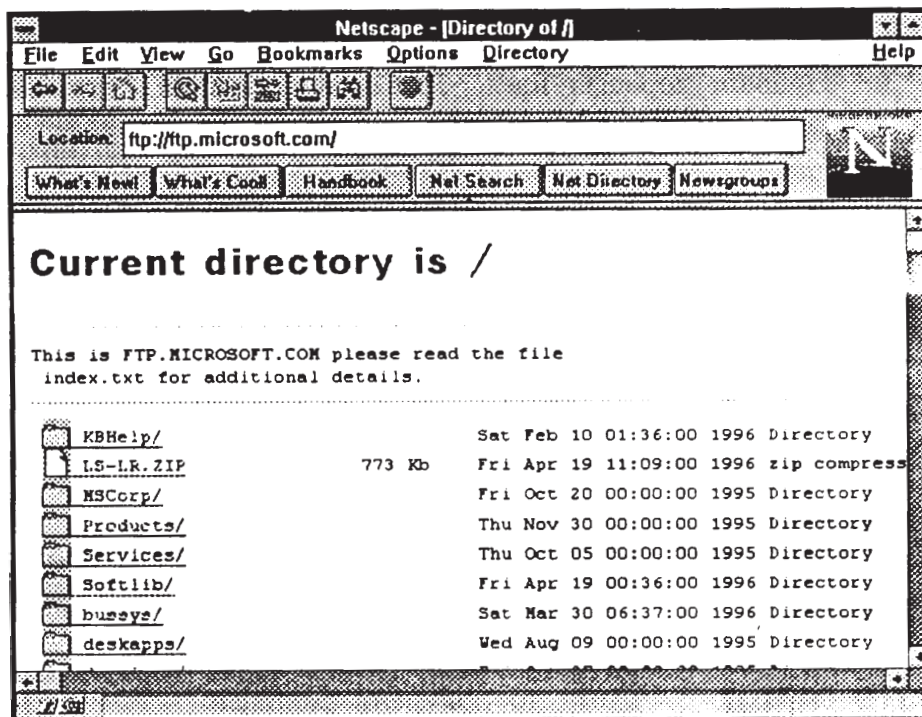 Netscape - [Directory of /]
File Edit View Go Bookmarks Options Directory Help
Location: ftp://ftp.microsoft.com/
What's New! What's Cool! Handbook Net Search Net Directory Newsgroups
N
Current directory is /
This is FTP.MICROSOFT.COM please read the file
index.txt for additional details.
KBHelp/ Sat Feb 10 01:36:00 1996 Directory
LS-LR.ZIP 773 Kb Fri Apr 19 11:09:00 1996 zip compress
MSCorp/ Fri Oct 20 00:00:00 1995 Directory
Products/ Thu Nov 30 00:00:00 1995 Directory
Services/ Thu Oct 05 00:00:00 1995 Directory
Softlib/ Fri Apr 19 00:36:00 1996 Directory
bussys/ Sat Mar 30 06:37:00 1996 Directory
deskapps/ Wed Aug 09 00:00:00 1995 Directory